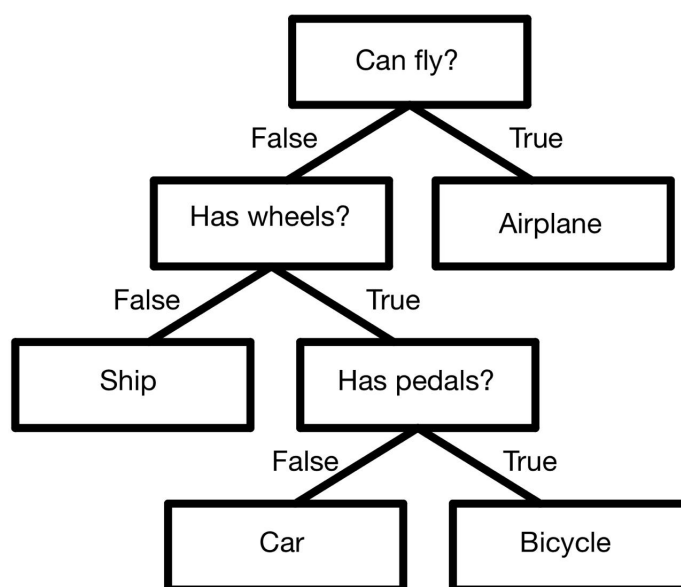 Can fly?
False
True
Has wheels?
Airplane
False
True
Ship
Has pedals?
False
True
Car
Bicycle